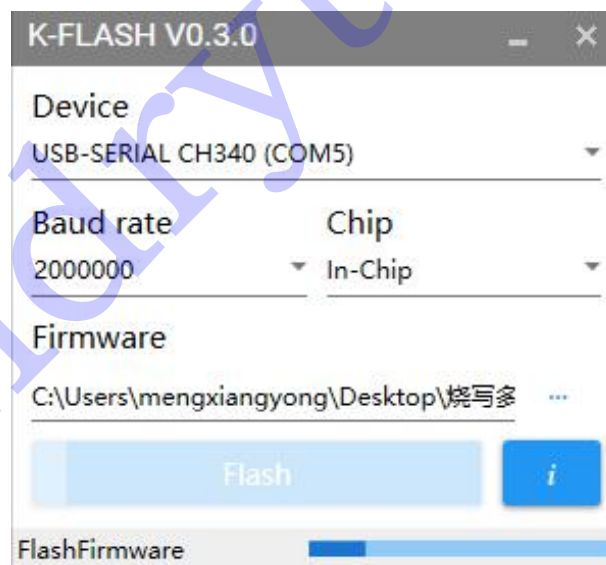 K-FLASH V0.3.0
Device
USB-SERIAL CH340 (COM5)
Baud rate Chip
2000000 In-Chip
Firmware
C:\Users\mengxiangyong\Desktop\烧写多 ...
Flash i
FlashFirmware